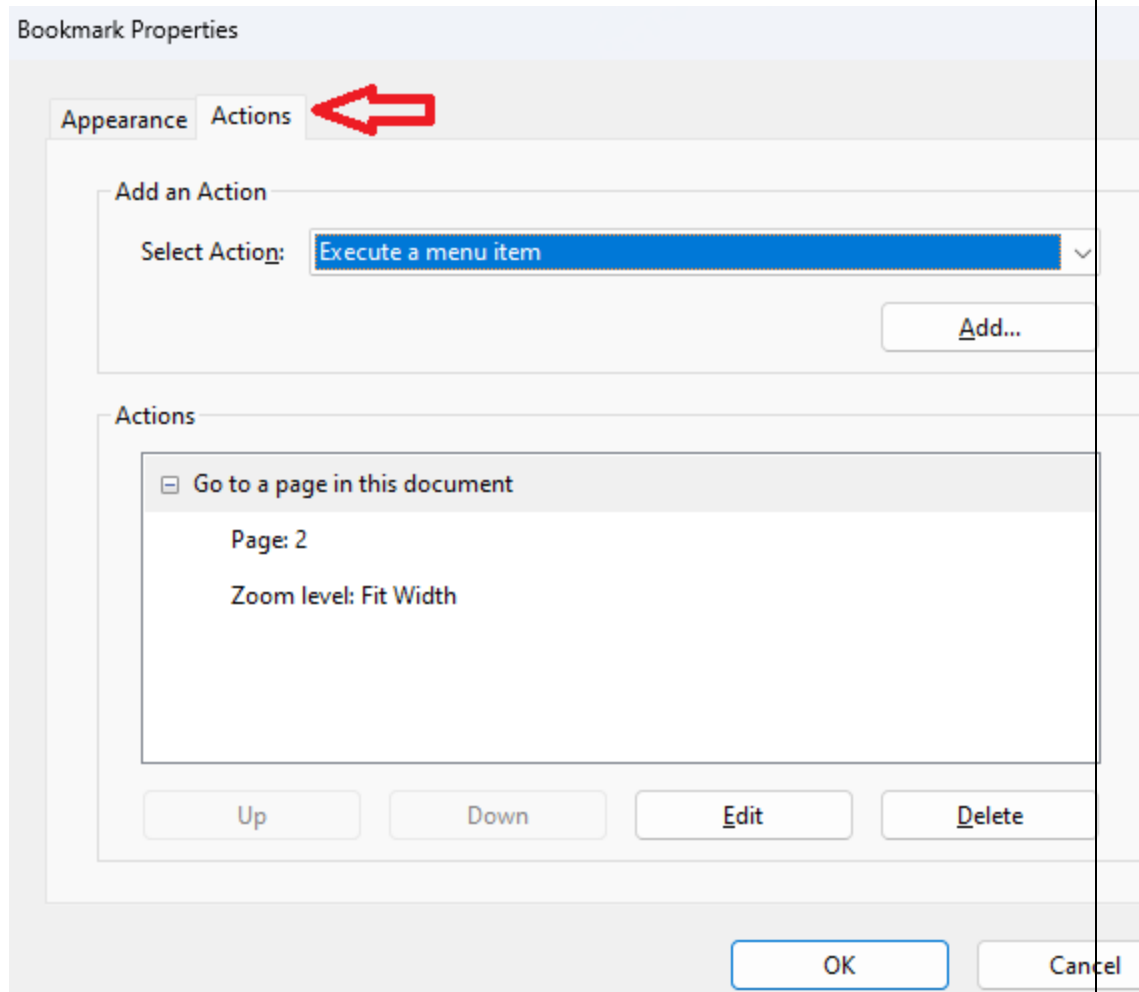 Bookmark Properties
Appearance Actions
Add an Action
Select Action: Execute a menu item
Add...
Actions
Go to a page in this document
Page: 2
Zoom level: Fit Width
Up Down Edit Delete
OK Cancel